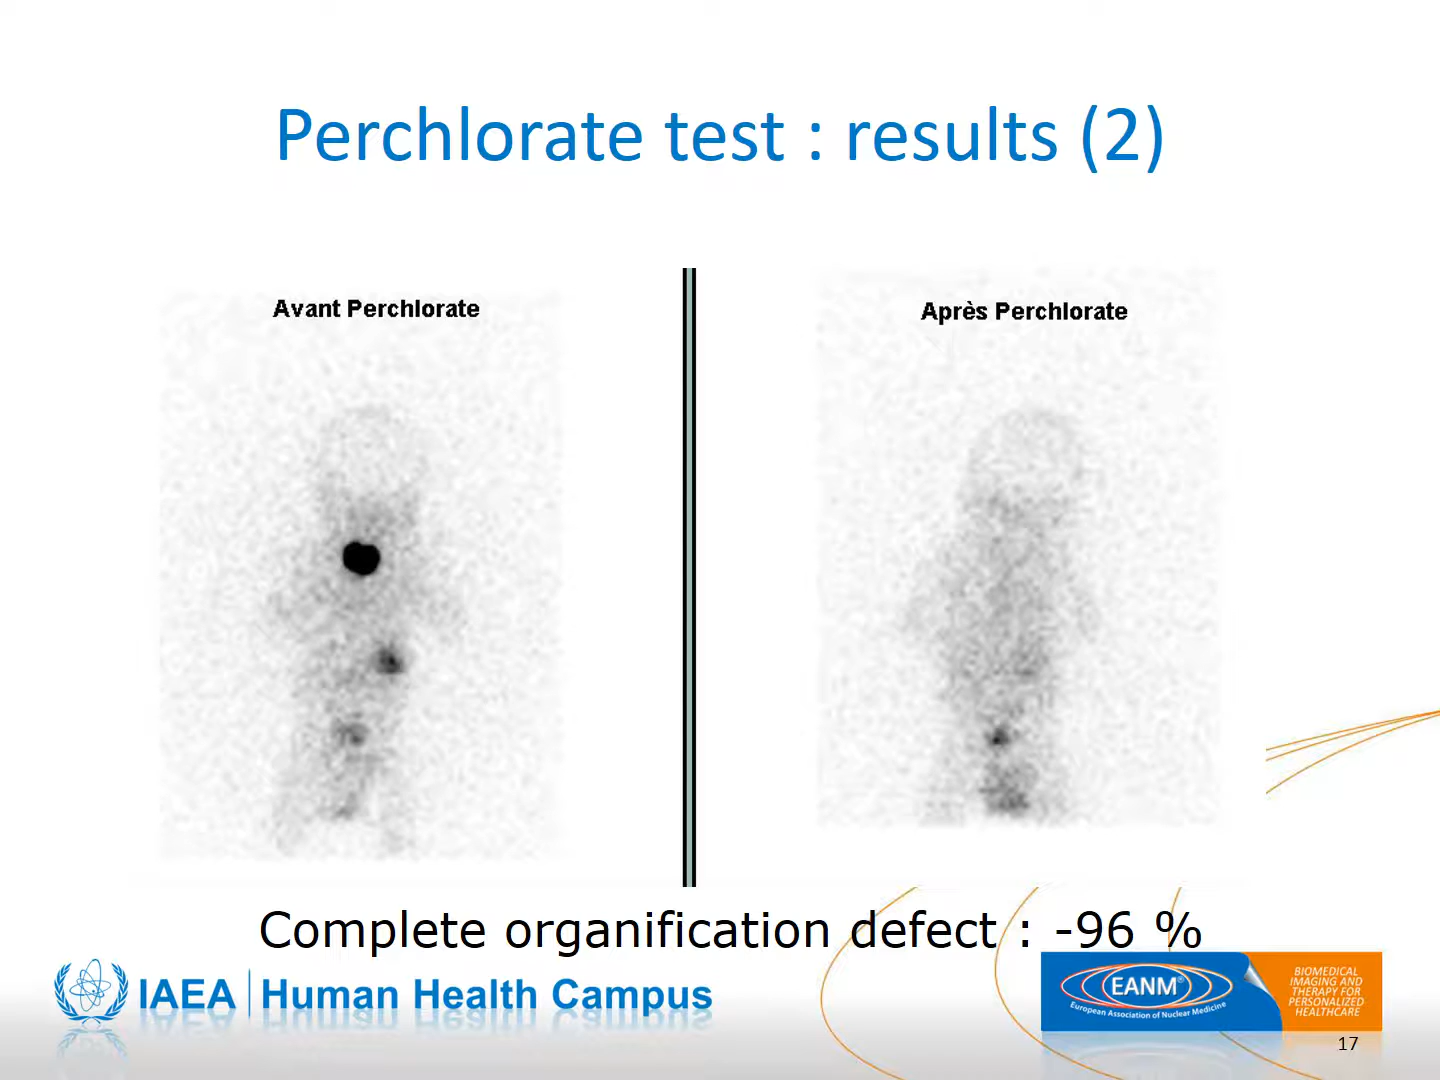 Perchlorate test : results (2)
Avant Perchlorate
Après Perchlorate
Complete organification defect : -96 %
IAEA Human Health Campus
EANM®
European Association of Nuclear Medicine
BIOMEDICAL
IMAGING AND
THERAPY FOR
PERSONALIZED
HEALTHCARE
17